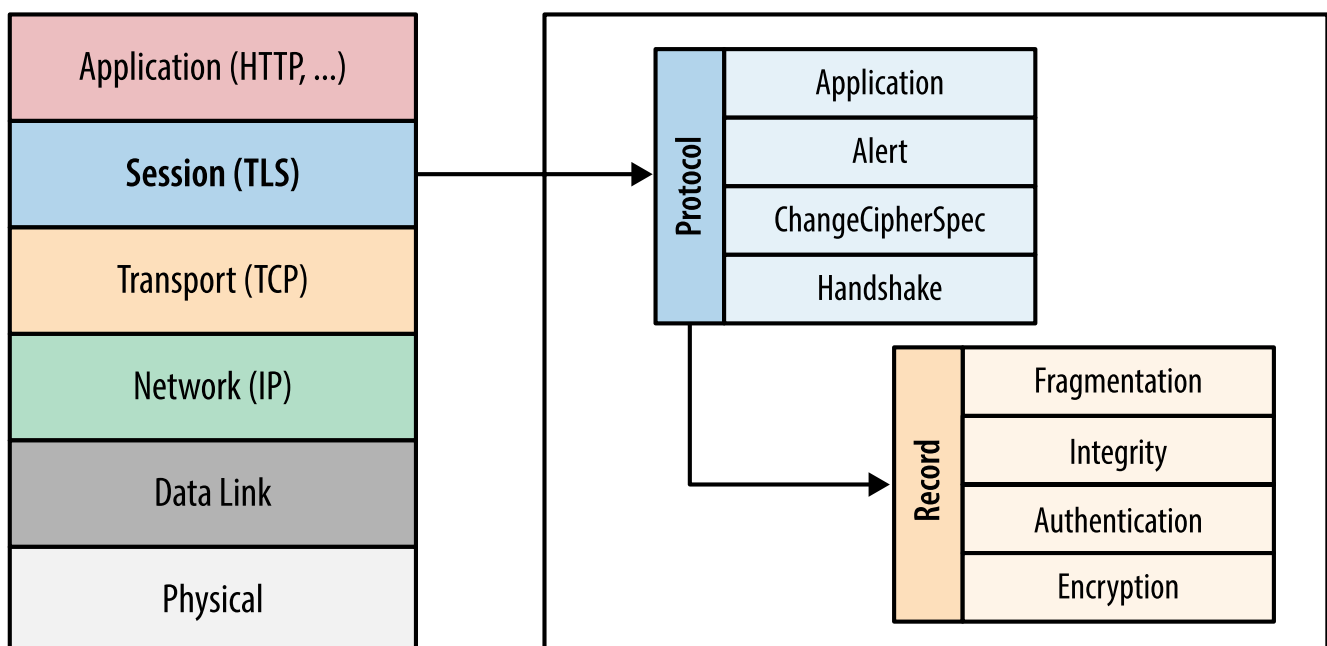 Application (HTTP, ...)
Session (TLS)
Transport (TCP)
Network (IP)
Data Link
Physical
Protocol
Application
Alert
ChangeCipherSpec
Handshake
Record
Fragmentation
Integrity
Authentication
Encryption